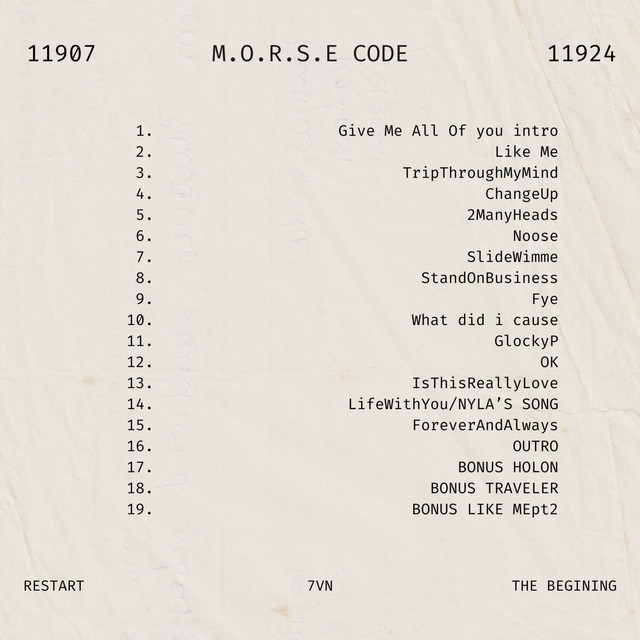 11907 M.O.R.S.E CODE 11924
1. Give Me All Of you intro
2. Like Me
3. TripThroughMyMind
4. ChangeUp
5. 2ManyHeads
6. Noose
7. SlideWimme
8. StandOnBusiness
9. Fye
10. What did i cause
11. GlockyP
12. OK
13. IsThisReallyLove
14. LifeWithYou/NYLA’S SONG
15. ForeverAndAlways
16. OUTRO
17. BONUS HOLON
18. BONUS TRAVELER
19. BONUS LIKE MEpt2
RESTART 7VN THE BEGINING